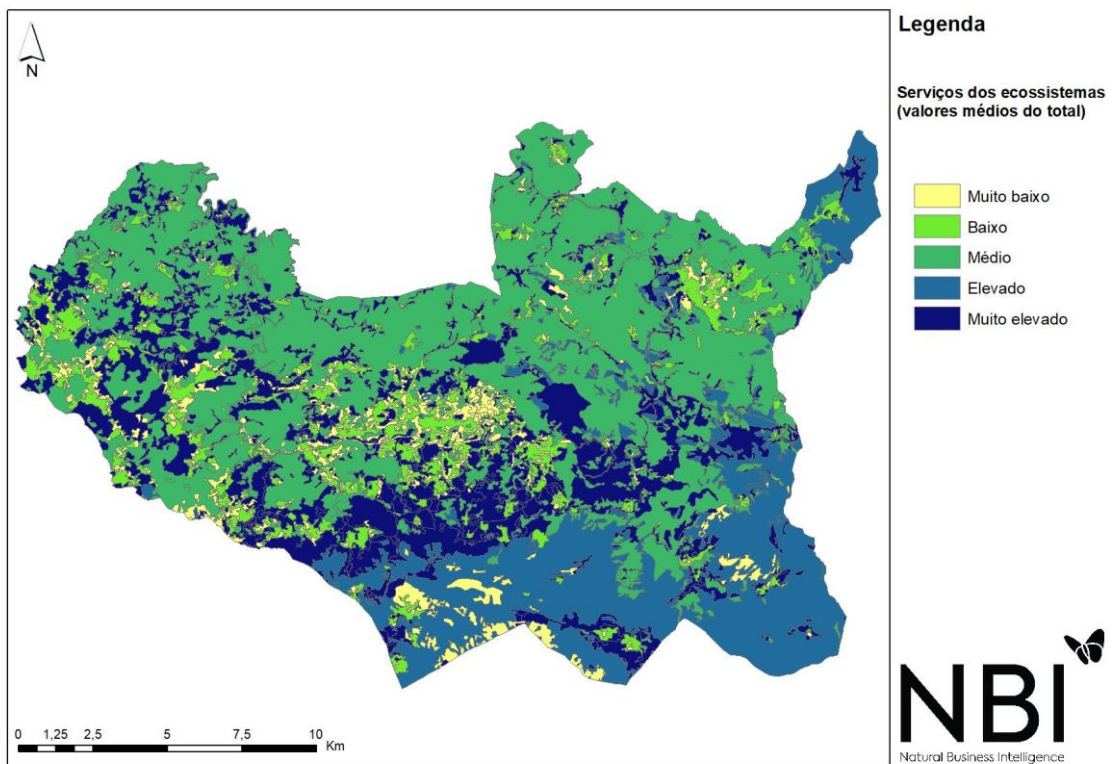 N
Legenda
Serviços dos ecossistemas
(valores médios do total)
Muito baixo
Baixo
Médio
Elevado
Muito elevado
0 1,25 2,5 5 7,5 10
Km
NBI
Natural Business Intelligence